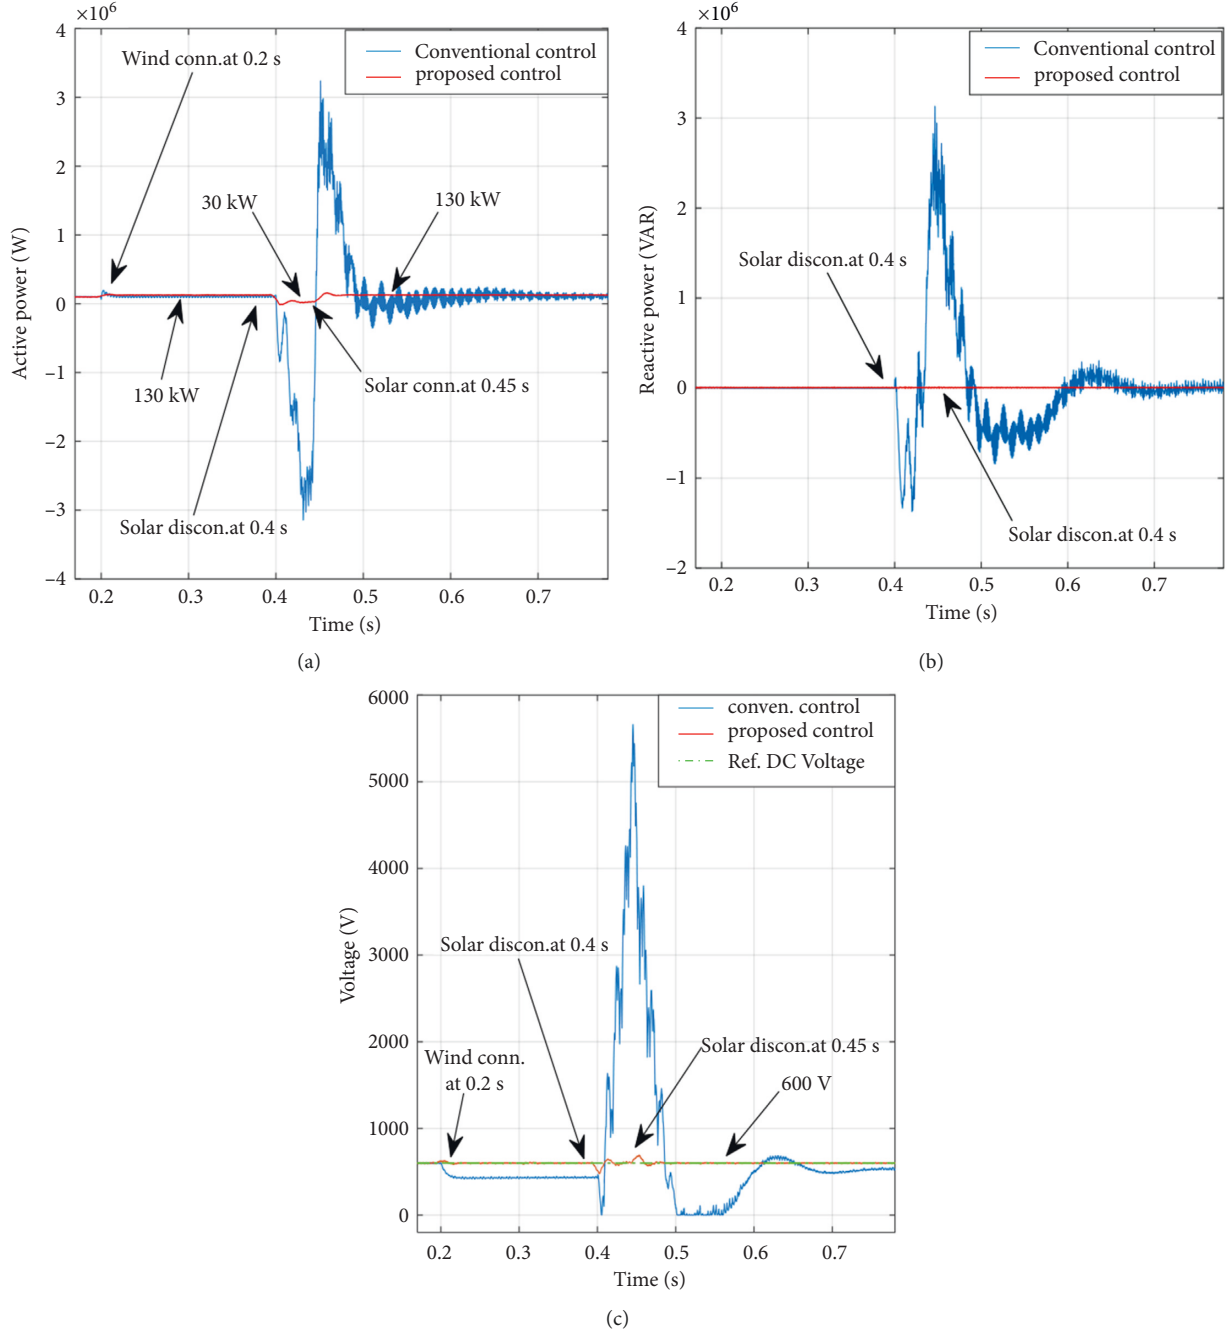 ×10⁶
4
3
2
1
0
−1
−2
−3
−4
Active power (W)
0.2
0.3
0.4
0.5
0.6
0.7
Time (s)
Conventional control
proposed control
Wind conn.at 0.2 s
30 kW
130 kW
130 kW
Solar conn.at 0.45 s
Solar discon.at 0.4 s
(a)
×10⁶
4
3
2
1
0
−1
−2
Reactive power (VAR)
0.2
0.3
0.4
0.5
0.6
0.7
Time (s)
Conventional control
proposed control
Solar discon.at 0.4 s
Solar discon.at 0.4 s
(b)
6000
5000
4000
3000
2000
1000
0
Voltage (V)
0.2
0.3
0.4
0.5
0.6
0.7
Time (s)
conven. control
proposed control
Ref. DC Voltage
Solar discon.at 0.4 s
Wind conn.
at 0.2 s
Solar discon.at 0.45 s
600 V
(c)